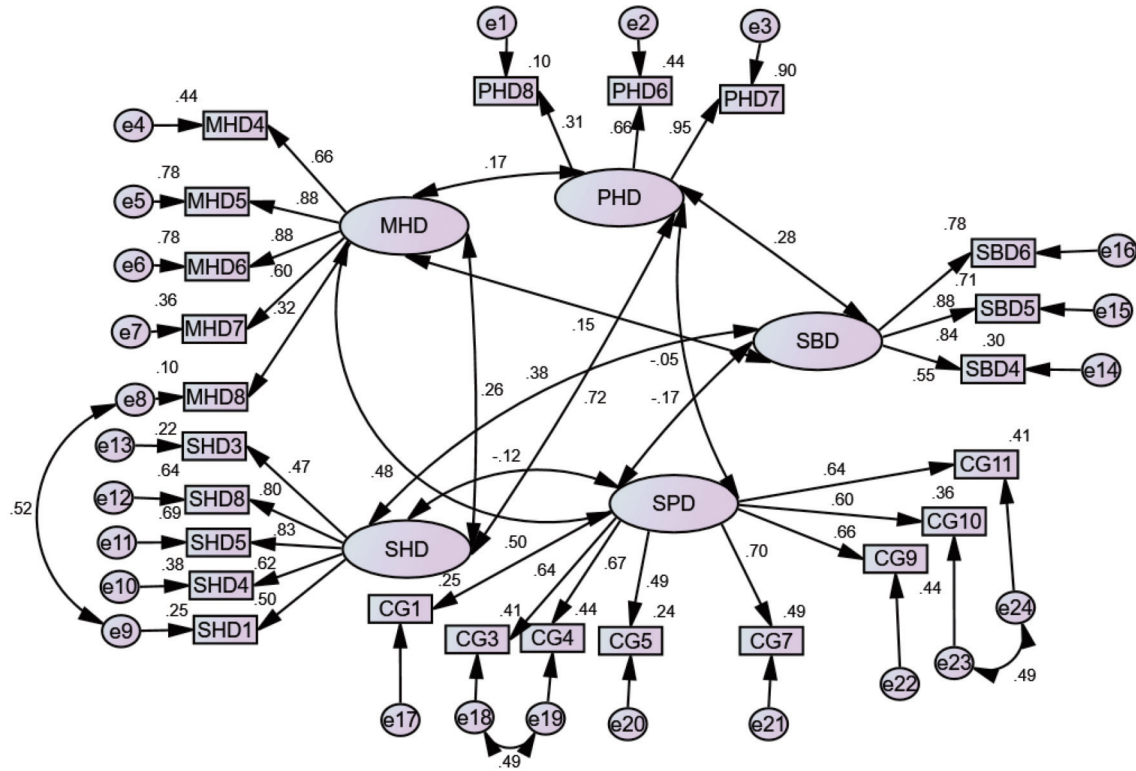 e1
e2
e3
.10
.44
.90
PHD8
PHD6
PHD7
.44
e4
MHD4
.31
.66
.95
.66
.17
.78
e5
MHD5
.88
PHD
MHD
.78
.88
e6
MHD6
.60
.28
.78
SBD6
e16
.71
.36
.32
e7
MHD7
.15
SBD
.88
SBD5
e15
.84
.30
-.05
.38
.55
SBD4
e14
.10
e8
MHD8
.26
.72
-.17
.22
e13
SHD3
.47
-.12
.48
.41
CG11
.64
.64
e12
SHD8
.80
SPD
.60
.36
CG10
.52
.69
e11
SHD5
.83
SHD
.50
.66
CG9
.44
.38
e10
SHD4
.62
.25
.64
.67
.49
.70
.25
e9
SHD1
.50
CG1
.41
CG3
.44
CG4
.24
CG5
.49
CG7
e24
e23
.49
e22
e17
e18
e19
e20
e21
.49